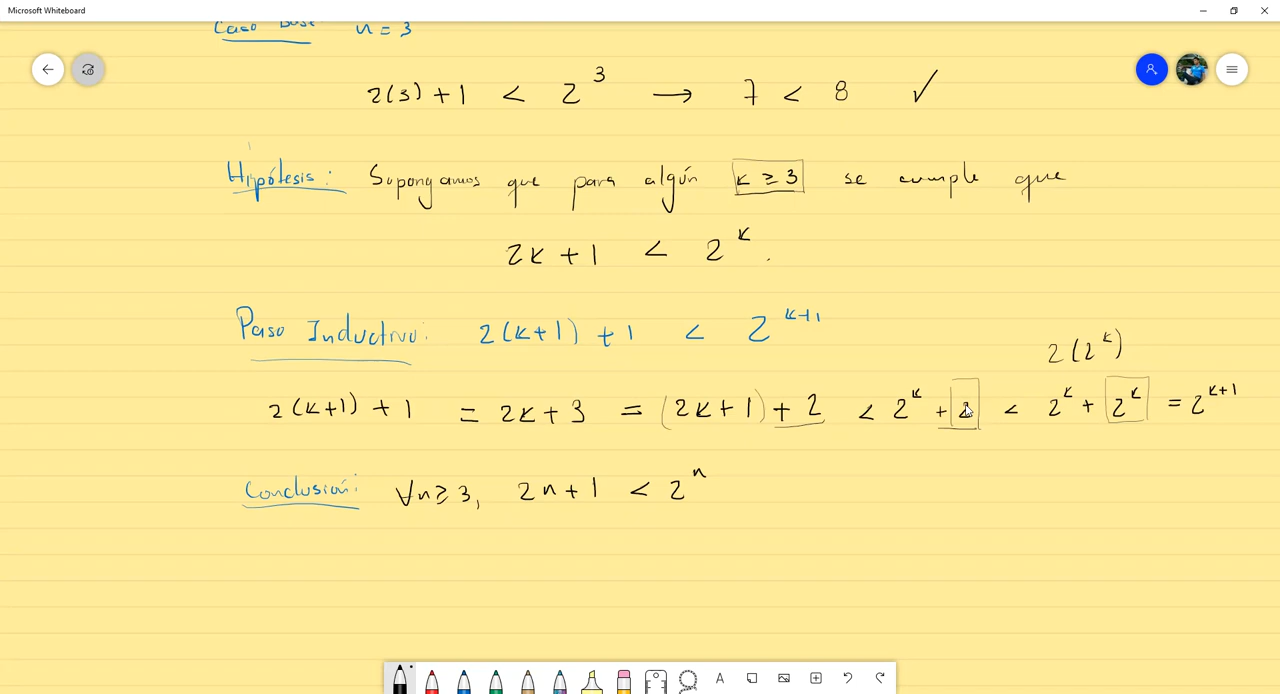 Microsoft Whiteboard
Caso Base: n = 3
2(3) + 1 < 2^3 → 7 < 8 ✓
Hipótesis: Supongamos que para algún k ≥ 3 se cumple que
2k + 1 < 2^k.
Paso Inductivo: 2(k+1) + 1 < 2^{k+1}
2(2^k)
2(k+1) + 1 = 2k + 3 = (2k + 1) + 2 < 2^k + 2 < 2^k + 2^k = 2^{k+1}
Conclusión: ∀n ≥ 3, 2n + 1 < 2^n
A